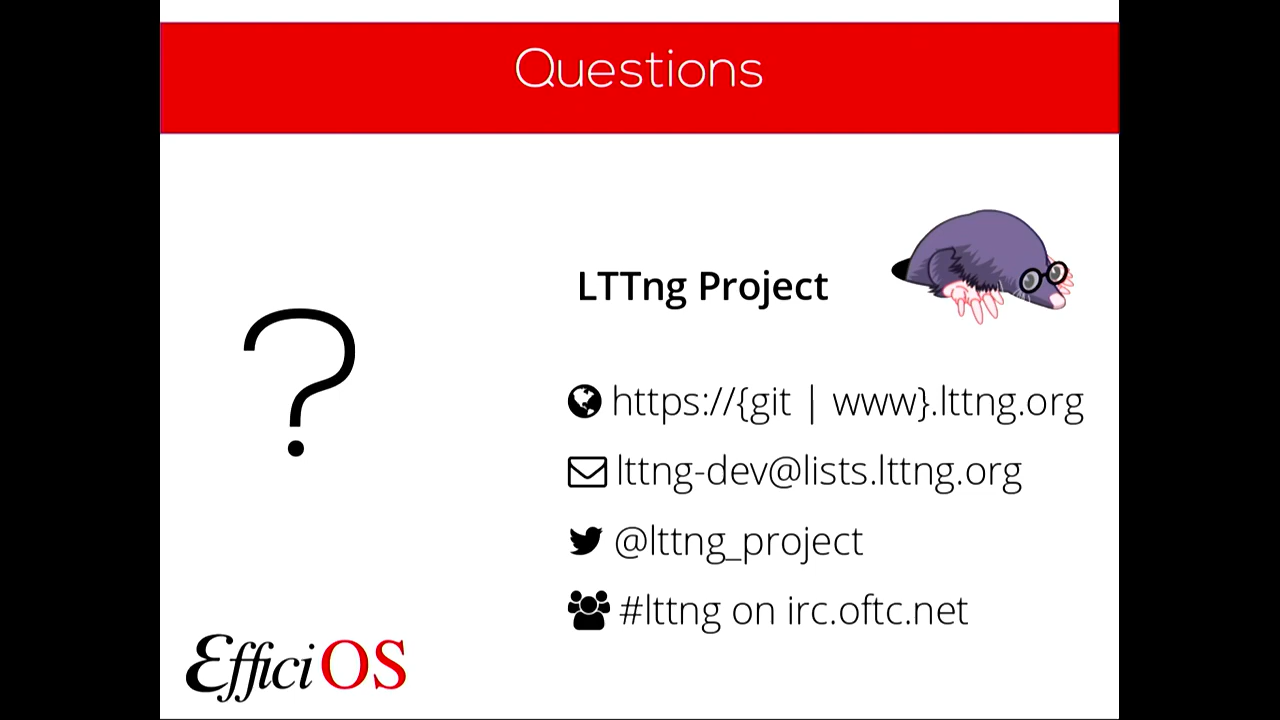 Questions
?
LTTng Project
https://{git | www}.lttng.org
lttng-dev@lists.lttng.org
@lttng_project
#lttng on irc.oftc.net
EfficiOS